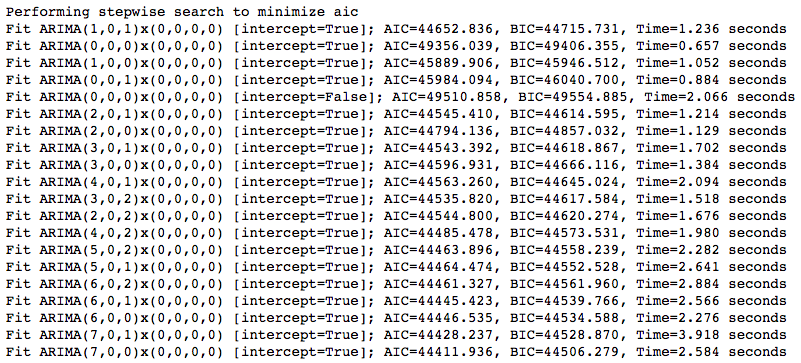 Performing stepwise search to minimize aic
Fit ARIMA(1,0,1)x(0,0,0,0) [intercept=True]; AIC=44652.836, BIC=44715.731, Time=1.236 seconds
Fit ARIMA(0,0,0)x(0,0,0,0) [intercept=True]; AIC=49356.039, BIC=49406.355, Time=0.657 seconds
Fit ARIMA(1,0,0)x(0,0,0,0) [intercept=True]; AIC=45889.906, BIC=45946.512, Time=1.052 seconds
Fit ARIMA(0,0,1)x(0,0,0,0) [intercept=True]; AIC=45984.094, BIC=46040.700, Time=0.884 seconds
Fit ARIMA(0,0,0)x(0,0,0,0) [intercept=False]; AIC=49510.858, BIC=49554.885, Time=2.066 seconds
Fit ARIMA(2,0,1)x(0,0,0,0) [intercept=True]; AIC=44545.410, BIC=44614.595, Time=1.214 seconds
Fit ARIMA(2,0,0)x(0,0,0,0) [intercept=True]; AIC=44794.136, BIC=44857.032, Time=1.129 seconds
Fit ARIMA(3,0,1)x(0,0,0,0) [intercept=True]; AIC=44543.392, BIC=44618.867, Time=1.702 seconds
Fit ARIMA(3,0,0)x(0,0,0,0) [intercept=True]; AIC=44596.931, BIC=44666.116, Time=1.384 seconds
Fit ARIMA(4,0,1)x(0,0,0,0) [intercept=True]; AIC=44563.260, BIC=44645.024, Time=2.094 seconds
Fit ARIMA(3,0,2)x(0,0,0,0) [intercept=True]; AIC=44535.820, BIC=44617.584, Time=1.518 seconds
Fit ARIMA(2,0,2)x(0,0,0,0) [intercept=True]; AIC=44544.800, BIC=44620.274, Time=1.676 seconds
Fit ARIMA(4,0,2)x(0,0,0,0) [intercept=True]; AIC=44485.478, BIC=44573.531, Time=1.980 seconds
Fit ARIMA(5,0,2)x(0,0,0,0) [intercept=True]; AIC=44463.896, BIC=44558.239, Time=2.282 seconds
Fit ARIMA(5,0,1)x(0,0,0,0) [intercept=True]; AIC=44464.474, BIC=44552.528, Time=2.641 seconds
Fit ARIMA(6,0,2)x(0,0,0,0) [intercept=True]; AIC=44461.327, BIC=44561.960, Time=2.884 seconds
Fit ARIMA(6,0,1)x(0,0,0,0) [intercept=True]; AIC=44445.423, BIC=44539.766, Time=2.566 seconds
Fit ARIMA(6,0,0)x(0,0,0,0) [intercept=True]; AIC=44446.535, BIC=44534.588, Time=2.276 seconds
Fit ARIMA(7,0,1)x(0,0,0,0) [intercept=True]; AIC=44428.237, BIC=44528.870, Time=3.918 seconds
Fit ARIMA(7,0,0)x(0,0,0,0) [intercept=True]; AIC=44411.936, BIC=44506.279, Time=2.584 seconds